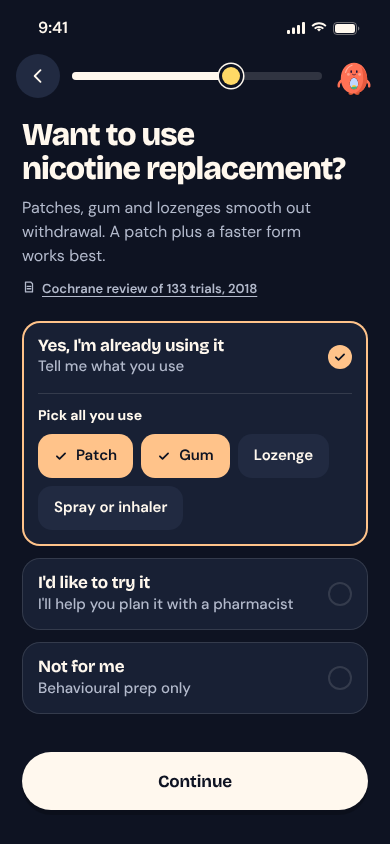 9:41
Want to use
nicotine replacement?
Patches, gum and lozenges smooth out
withdrawal. A patch plus a faster form
works best.
Cochrane review of 133 trials, 2018
Yes, I'm already using it
Tell me what you use
Pick all you use
Patch
Gum
Lozenge
Spray or inhaler
I'd like to try it
I'll help you plan it with a pharmacist
Not for me
Behavioural prep only
Continue